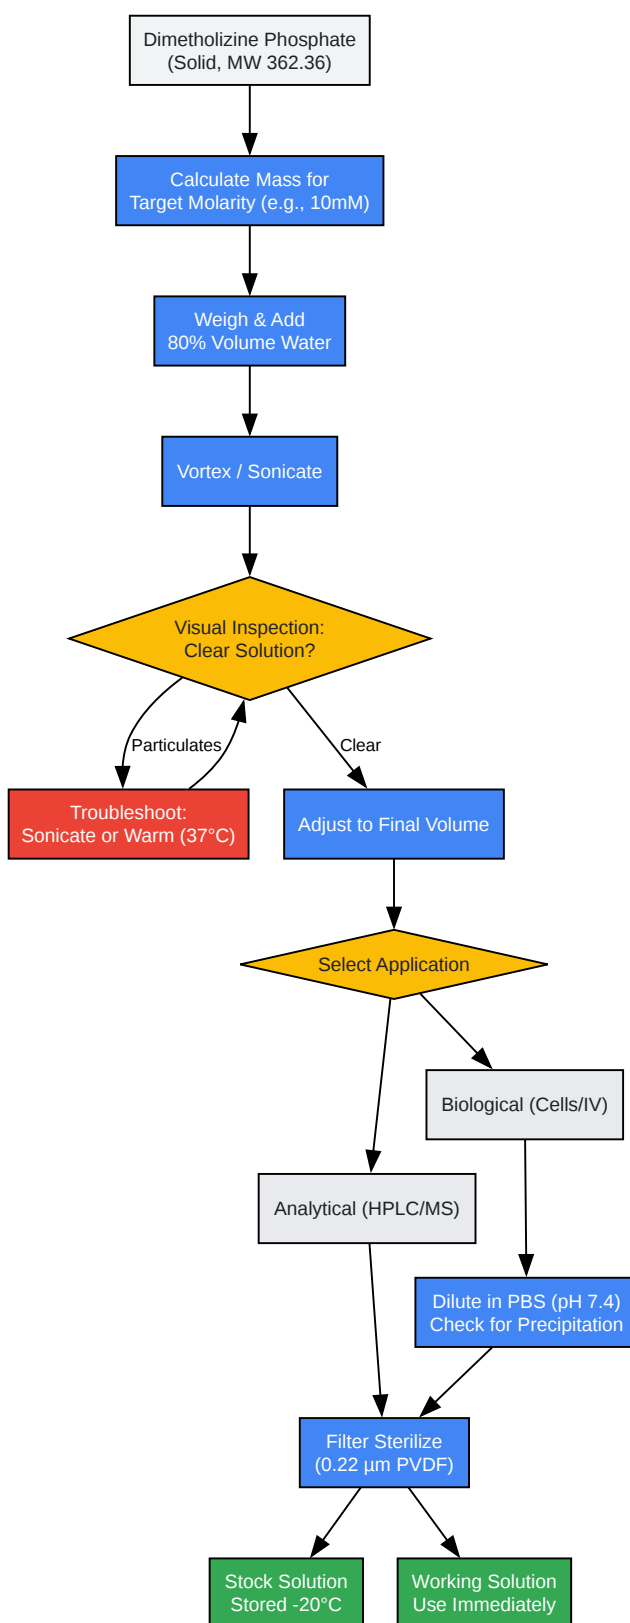 Dimetholizine Phosphate
(Solid, MW 362.36)
Calculate Mass for
Target Molarity (e.g., 10mM)
Weigh & Add
80% Volume Water
Vortex / Sonicate
Visual Inspection:
Clear Solution?
Particulates
Clear
Troubleshoot:
Sonicate or Warm (37°C)
Adjust to Final Volume
Select Application
Biological (Cells/IV)
Analytical (HPLC/MS)
Dilute in PBS (pH 7.4)
Check for Precipitation
Filter Sterilize
(0.22 µm PVDF)
Stock Solution
Stored -20°C
Working Solution
Use Immediately